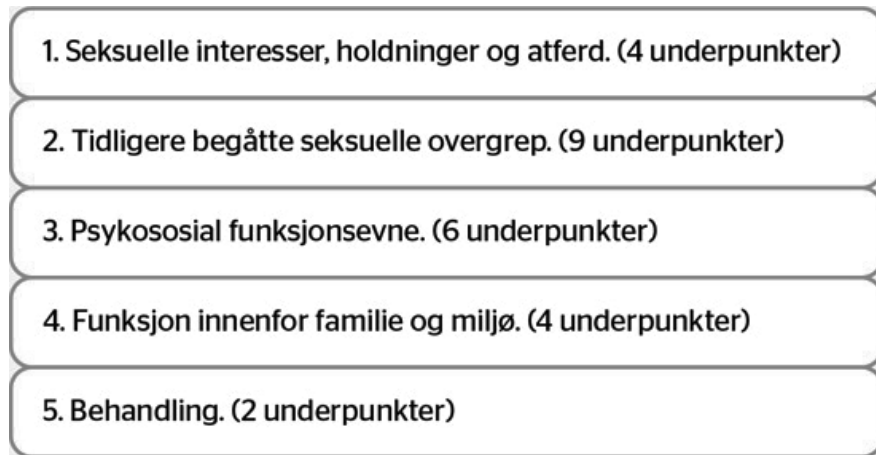 1. Seksuelle interesser, holdninger og atferd. (4 underpunkter)
2. Tidligere begåtte seksuelle overgrep. (9 underpunkter)
3. Psykososial funksjonsevne. (6 underpunkter)
4. Funksjon innenfor familie og miljø. (4 underpunkter)
5. Behandling. (2 underpunkter)